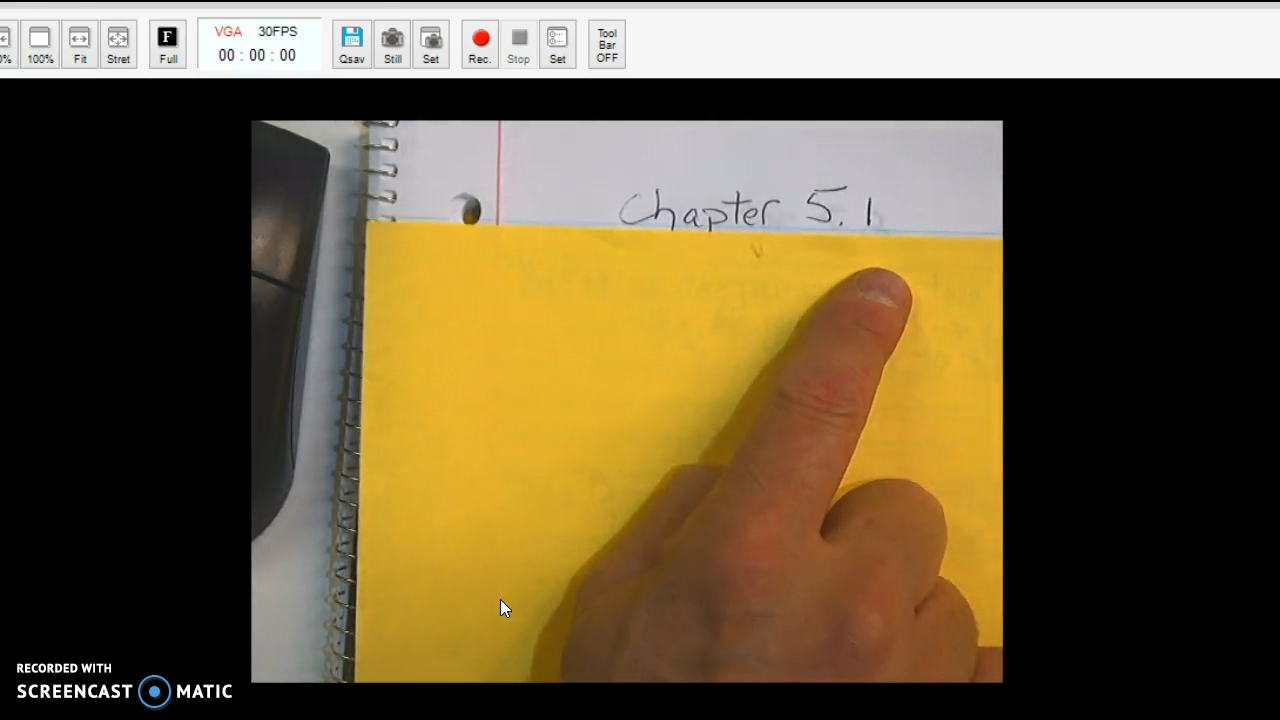 0% 100% Fit Stret Full
F
VGA 30FPS
00 : 00 : 00
Qsav Still Set Rec. Stop Set
Tool
Bar
OFF
Chapter 5.1
RECORDED WITH
SCREENCAST MATIC